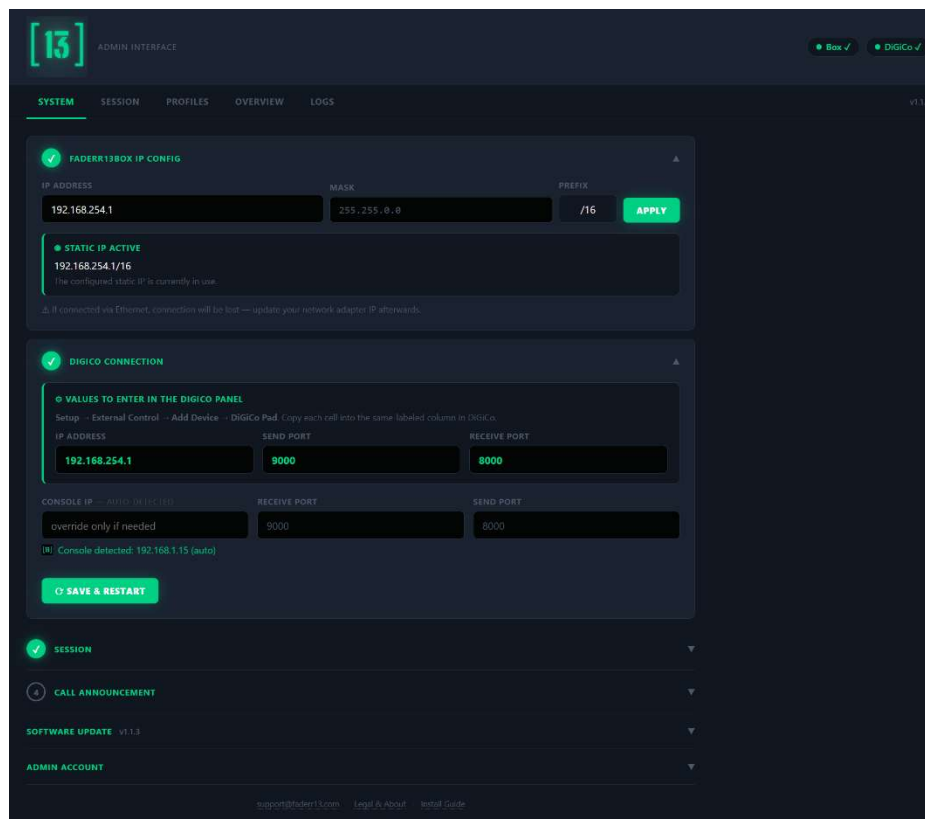 [13] ADMIN INTERFACE
Box ✓ DiGiCo ✓
SYSTEM SESSION PROFILES OVERVIEW LOGS
FADERR13BOX IP CONFIG
IP ADDRESS MASK PREFIX
192.168.254.1 255.255.0.0 /16 APPLY
STATIC IP ACTIVE
192.168.254.1/16
The configured static IP is currently in use.
⚠ If connected via Ethernet, connection will be lost — update your network adapter IP afterwards.
DIGICO CONNECTION
VALUES TO ENTER IN THE DIGICO PANEL
Setup → External Control → Add Device → DiGiCo Pad. Copy each cell into the same-labeled column in DiGiCo.
IP ADDRESS SEND PORT RECEIVE PORT
192.168.254.1 9000 8000
CONSOLE IP — AUTO-DETECTED RECEIVE PORT SEND PORT
override only if needed 9000 8000
Console detected: 192.168.1.15 (auto)
SAVE & RESTART
SESSION
4 CALL ANNOUNCEMENT
SOFTWARE UPDATE v1.1.3
ADMIN ACCOUNT
support@faderr13.com · Legal & About · Install Guide